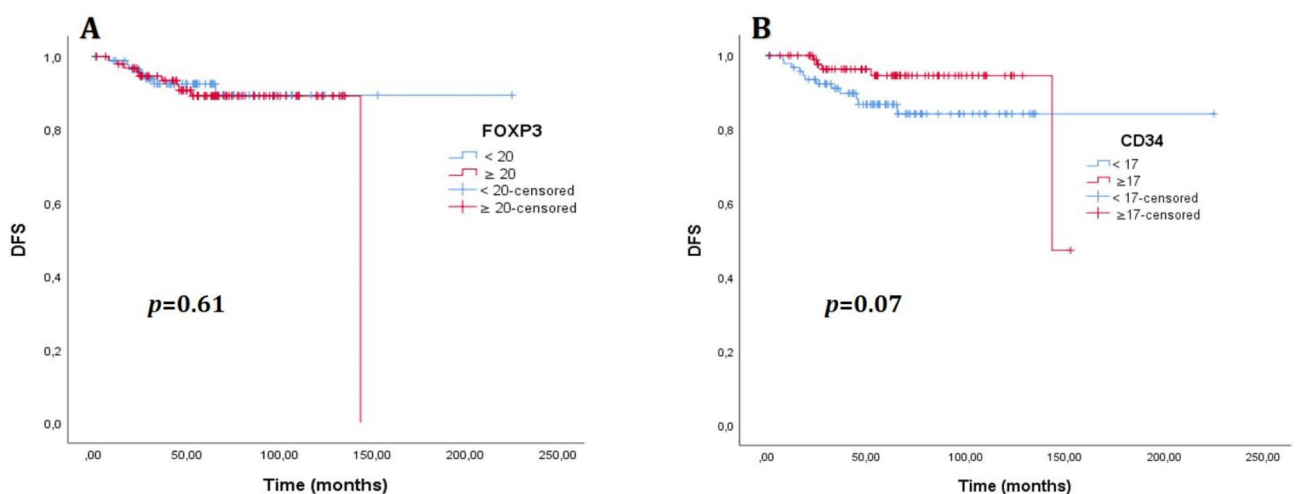 A
DFS
1,0
0,8
0,6
0,4
0,2
0,0
FOXP3
< 20
≥ 20
< 20-censored
≥ 20-censored
p=0.61
,00 50,00 100,00 150,00 200,00 250,00
Time (months)
B
DFS
1,0
0,8
0,6
0,4
0,2
0,0
CD34
< 17
≥17
< 17-censored
≥17-censored
p=0.07
,00 50,00 100,00 150,00 200,00 250,00
Time (months)